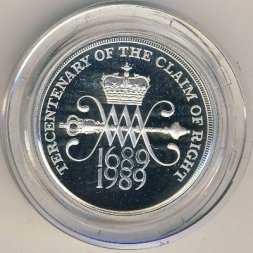 TERCENTENARY OF THE CLAIM OF RIGHT
1689
1989